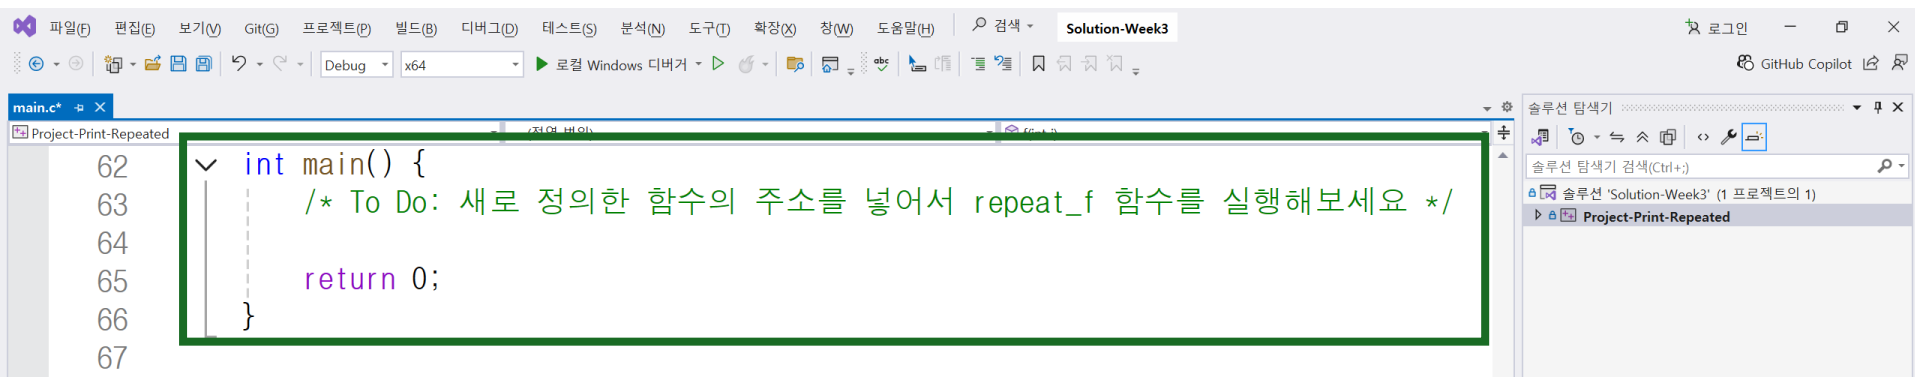 파일(F) 편집(E) 보기(V) Git(G) 프로젝트(P) 빌드(B) 디버그(D) 테스트(S) 분석(N) 도구(T) 확장(X) 창(W) 도움말(H) 검색 Solution-Week3 로그인
Debug x64 로컬 Windows 디버거 abc GitHub Copilot
main.c* 솔루션 탐색기
Project-Print-Repeated (전역 범위) f(int i)
솔루션 탐색기 검색(Ctrl+;)
솔루션 'Solution-Week3' (1 프로젝트의 1)
Project-Print-Repeated
62 int main() {
63 /* To Do: 새로 정의한 함수의 주소를 넣어서 repeat_f 함수를 실행해보세요 */
64
65 return 0;
66 }
67